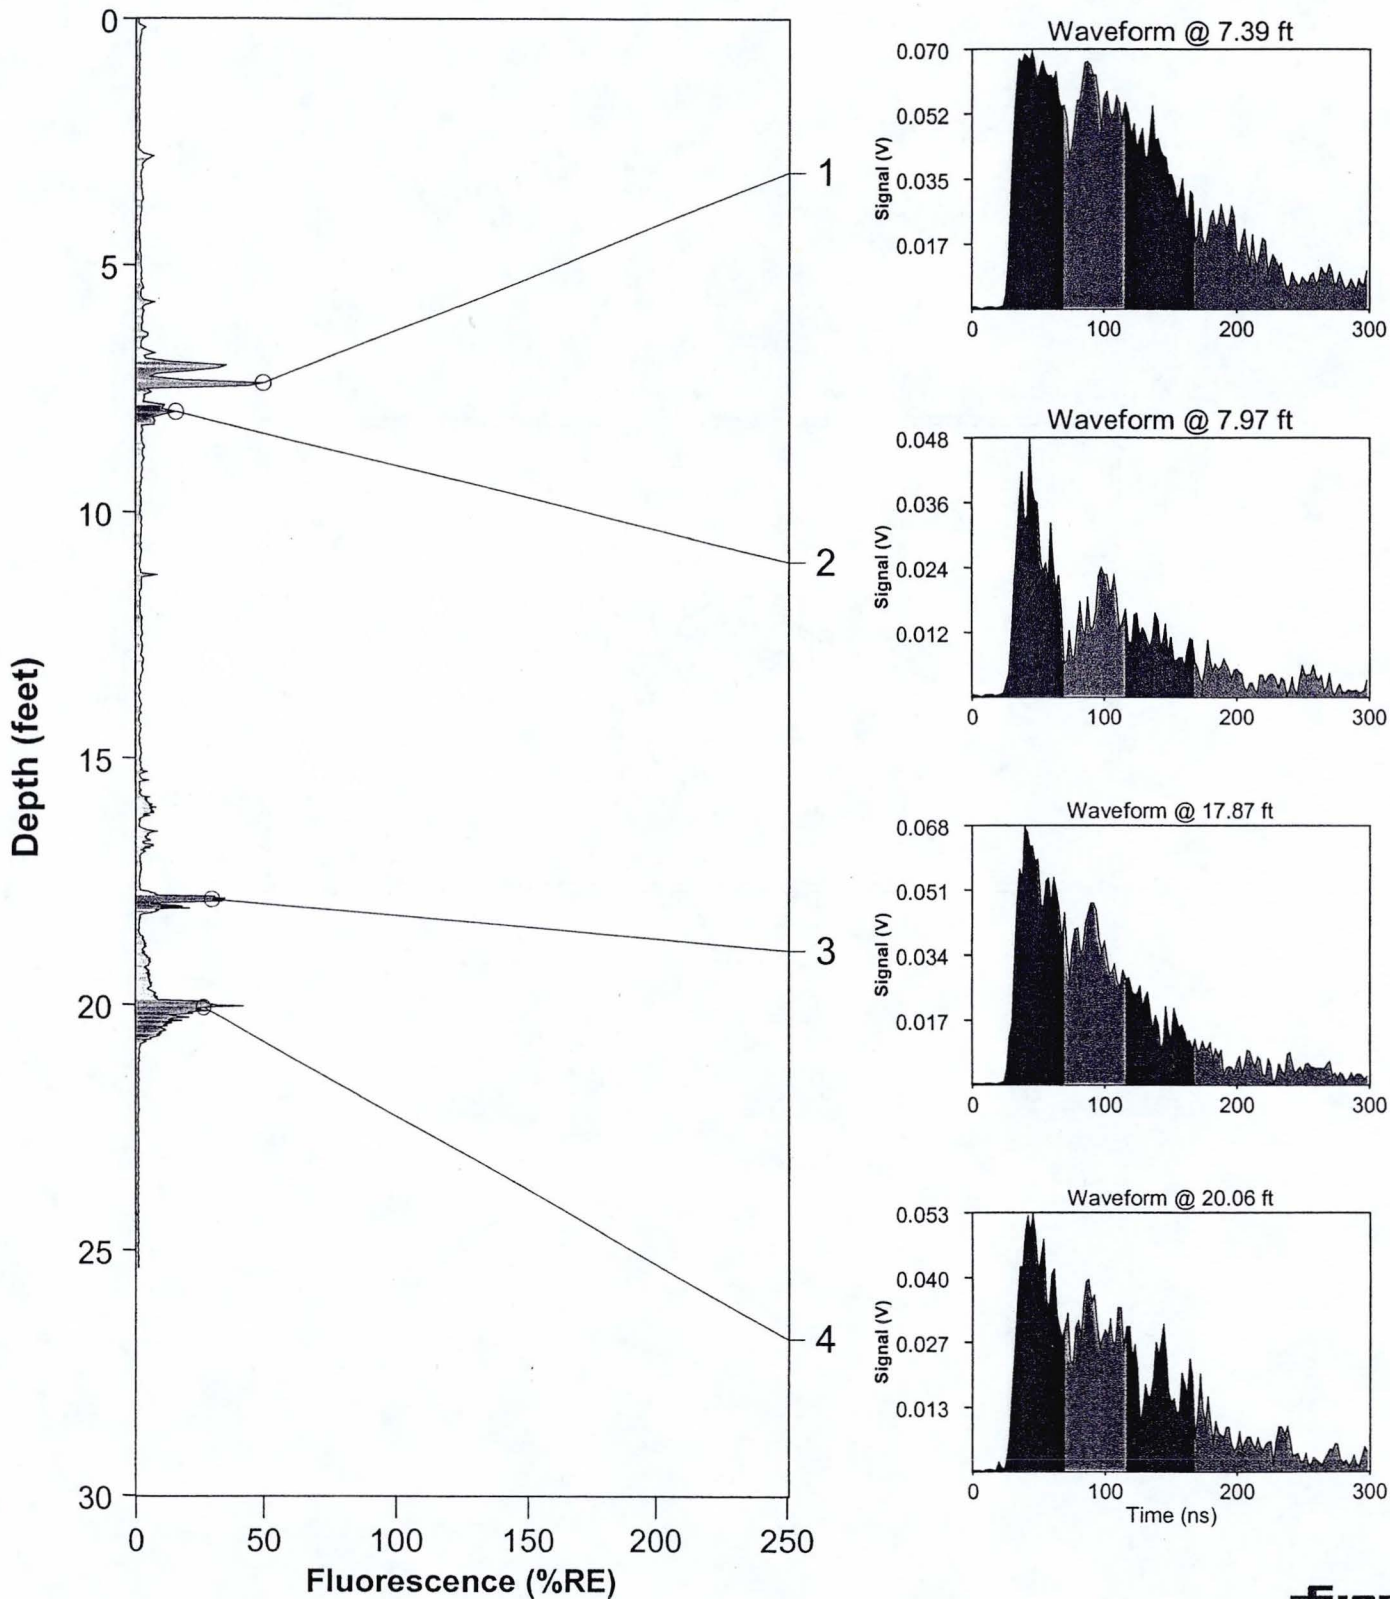 0
5
10
15
20
25
30
Depth (feet)
0 50 100 150 200 250
Fluorescence (%RE)
1
2
3
4
Waveform @ 7.39 ft
0.070
0.052
0.035
0.017
Signal (V)
0 100 200 300
Waveform @ 7.97 ft
0.048
0.036
0.024
0.012
Signal (V)
0 100 200 300
Waveform @ 17.87 ft
0.068
0.051
0.034
0.017
Signal (V)
0 100 200 300
Waveform @ 20.06 ft
0.053
0.040
0.027
0.013
Signal (V)
0 100 200 300
Time (ns)